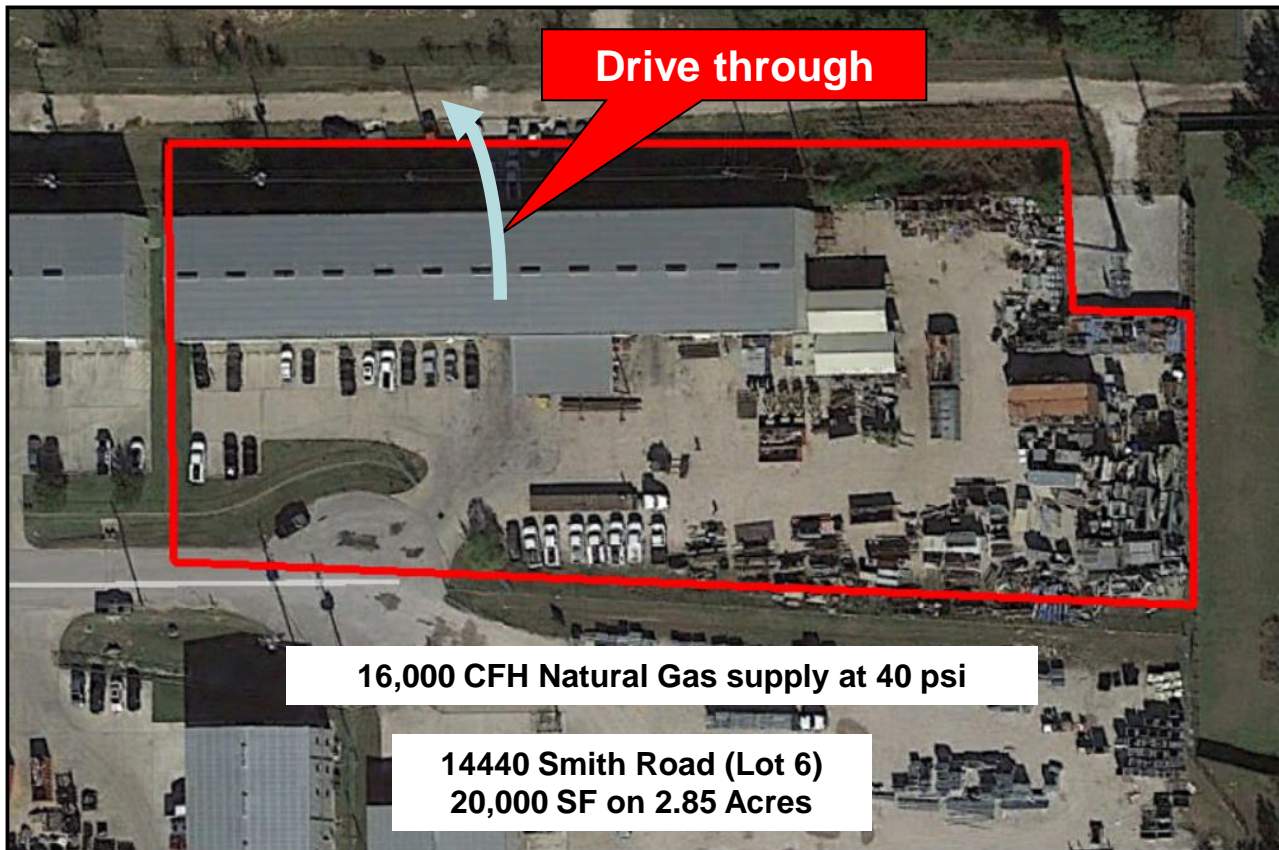 Drive through
16,000 CFH Natural Gas supply at 40 psi
14440 Smith Road (Lot 6)
20,000 SF on 2.85 Acres